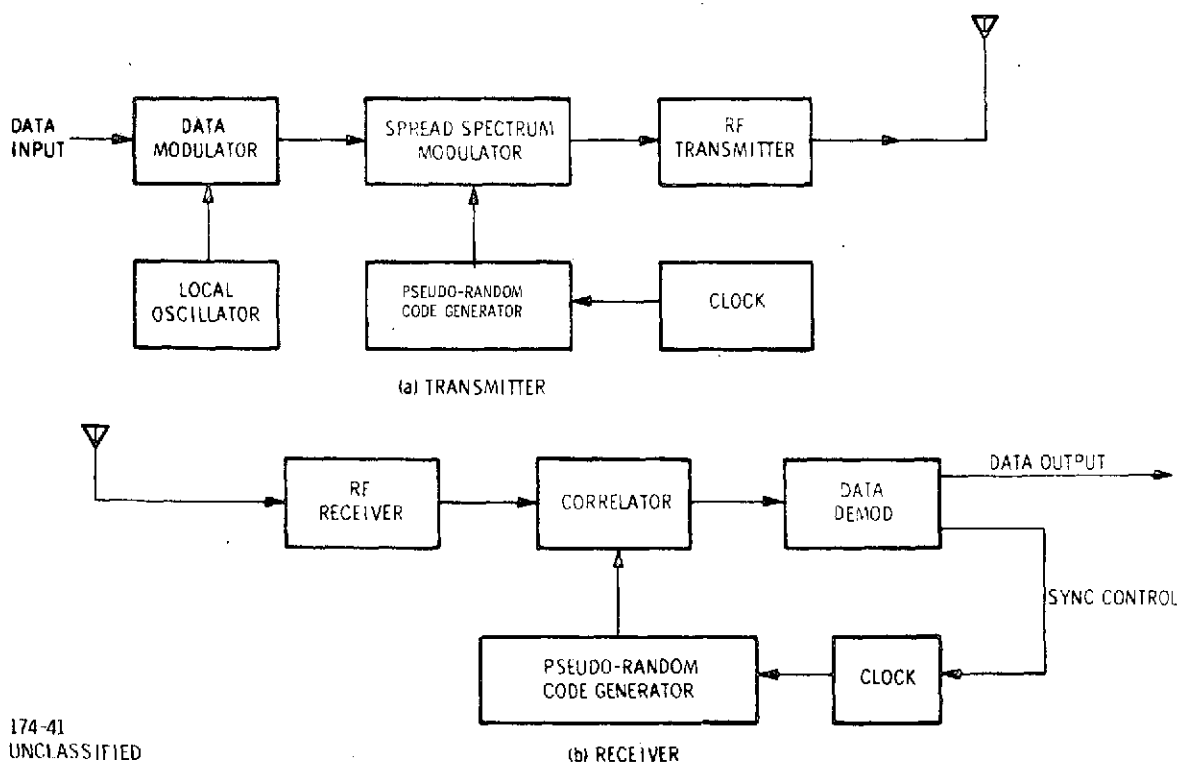 DATA
INPUT
DATA
MODULATOR
SPREAD SPECTRUM
MODULATOR
RF
TRANSMITTER
LOCAL
OSCILLATOR
PSEUDO-RANDOM
CODE GENERATOR
CLOCK
(a) TRANSMITTER
RF
RECEIVER
CORRELATOR
DATA
DEMOD
DATA OUTPUT
SYNC CONTROL
PSEUDO-RANDOM
CODE GENERATOR
CLOCK
174-41
UNCLASSIFIED
(b) RECEIVER